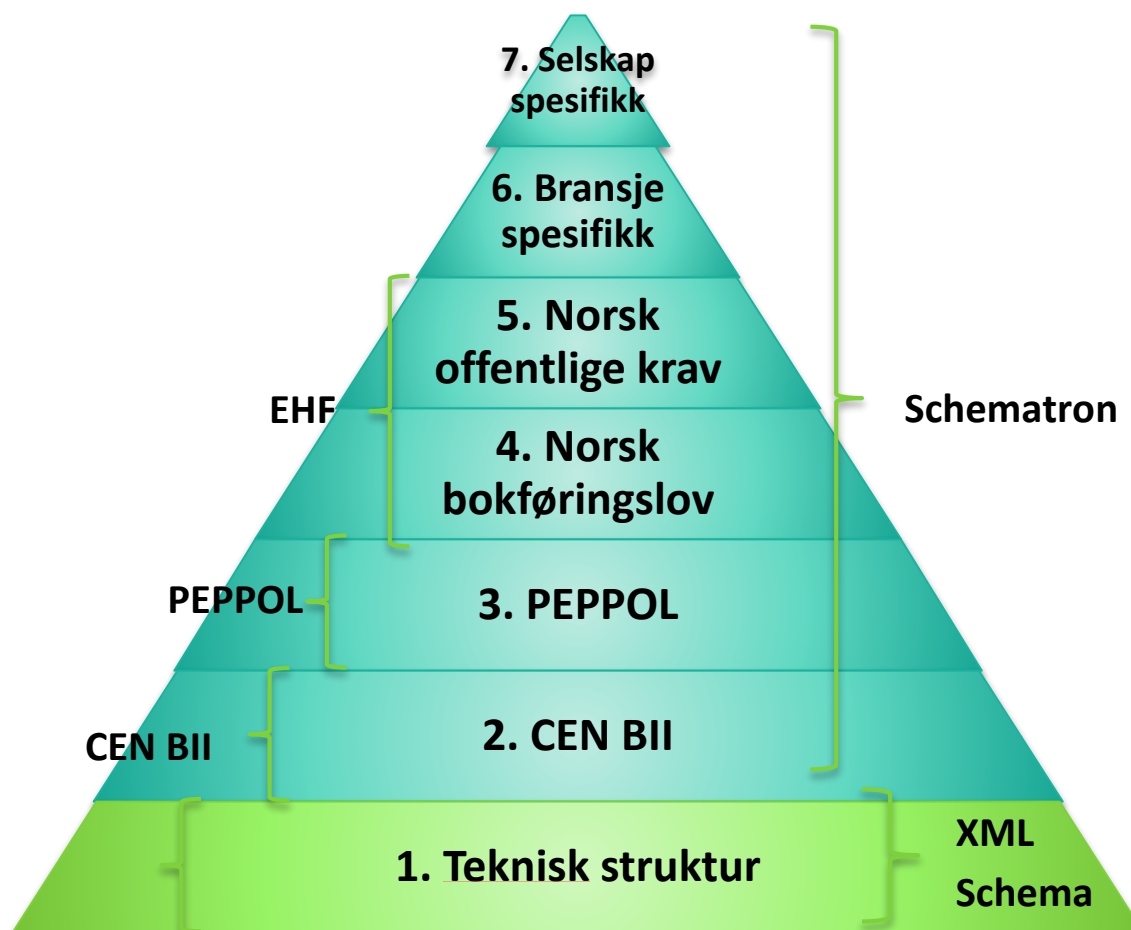 7. Selskap
spesifikk
6. Bransje
spesifikk
5. Norsk
offentlige krav
EHF
Schematron
4. Norsk
bokføringslov
PEPPOL
3. PEPPOL
CEN BII
2. CEN BII
1. Teknisk struktur
XML
Schema